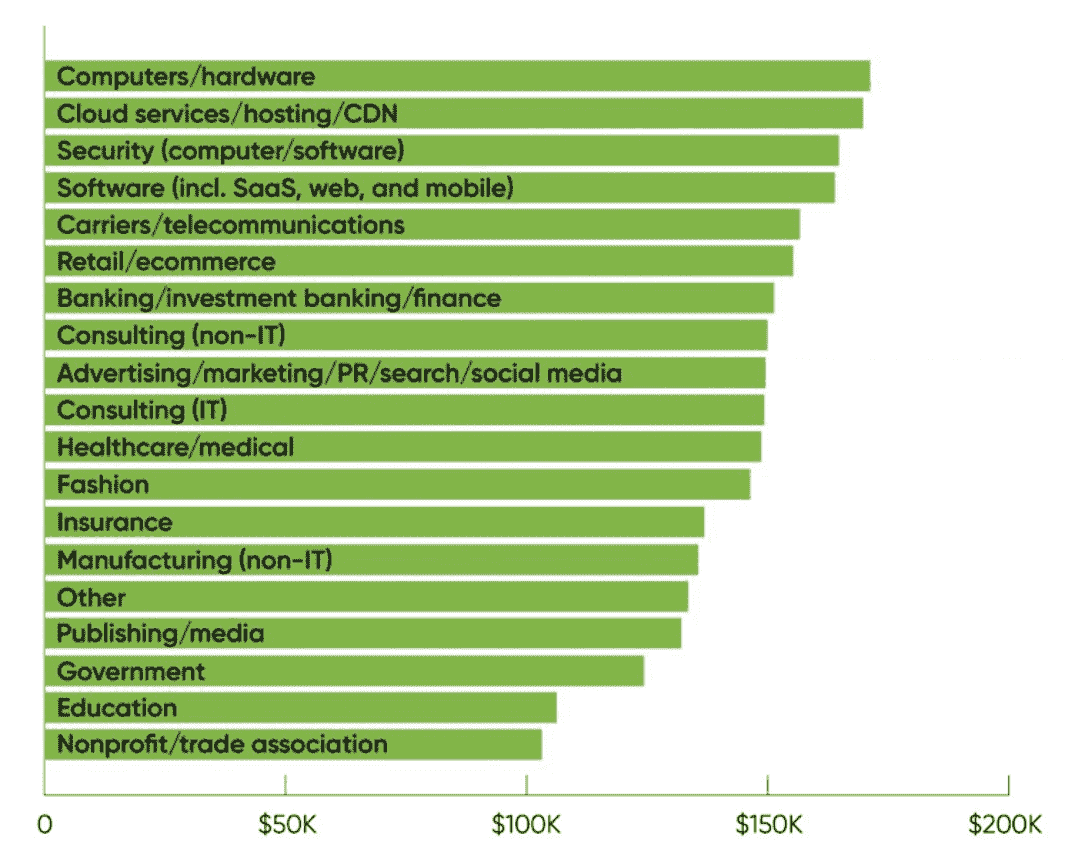 Computers/hardware
Cloud services/hosting/CDN
Security (computer/software)
Software (incl. SaaS, web, and mobile)
Carriers/telecommunications
Retail/ecommerce
Banking/investment banking/finance
Consulting (non-IT)
Advertising/marketing/PR/search/social media
Consulting (IT)
Healthcare/medical
Fashion
Insurance
Manufacturing (non-IT)
Other
Publishing/media
Government
Education
Nonprofit/trade association
0 $50K $100K $150K $200K